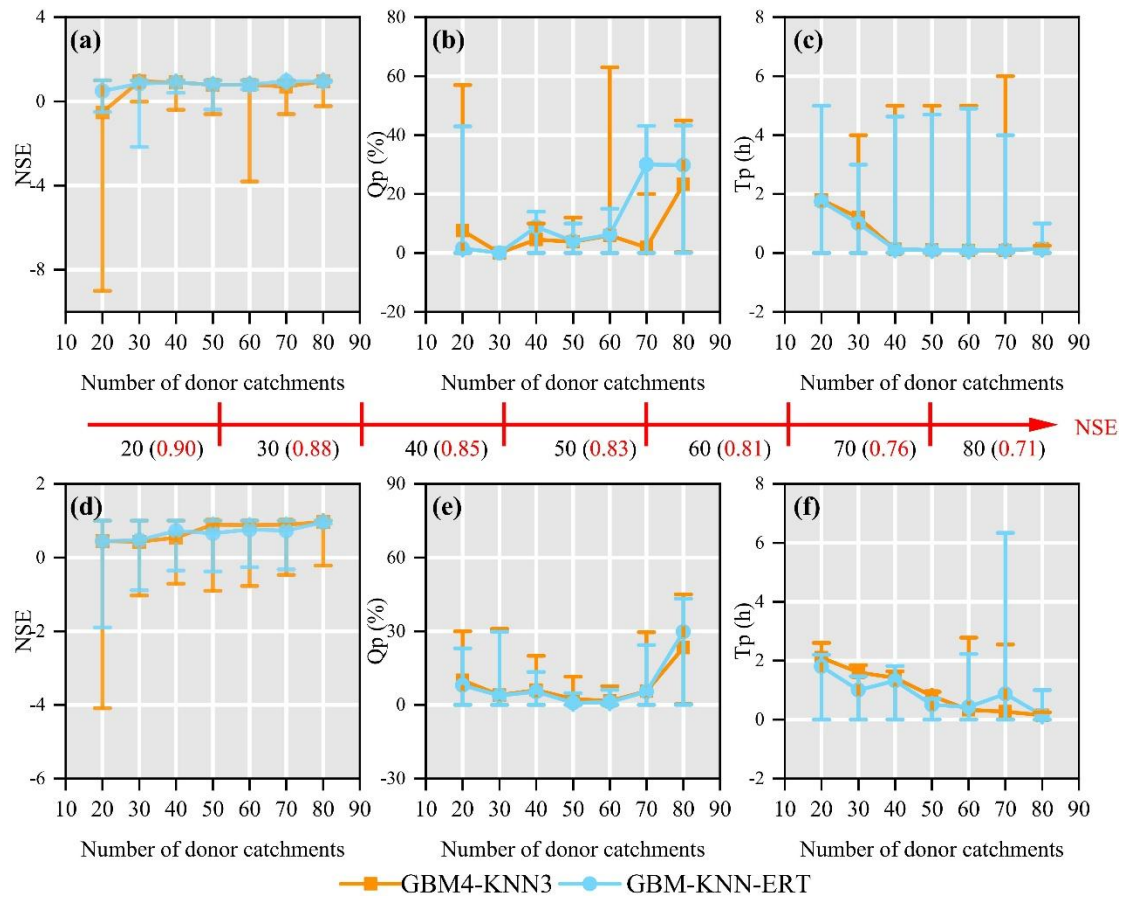 (a)
NSE
4
0
-4
-8
10 20 30 40 50 60 70 80 90
Number of donor catchments
(b)
Qp (%)
80
60
40
20
0
-20
10 20 30 40 50 60 70 80 90
Number of donor catchments
(c)
Tp (h)
8
6
4
2
0
-2
10 20 30 40 50 60 70 80 90
Number of donor catchments
20 (0.90) 30 (0.88) 40 (0.85) 50 (0.83) 60 (0.81) 70 (0.76) 80 (0.71) NSE
(d)
NSE
2
0
-2
-4
-6
10 20 30 40 50 60 70 80 90
Number of donor catchments
(e)
Qp (%)
90
60
30
0
-30
10 20 30 40 50 60 70 80 90
Number of donor catchments
(f)
Tp (h)
8
6
4
2
0
-2
10 20 30 40 50 60 70 80 90
Number of donor catchments
GBM4-KNN3 GBM-KNN-ERT